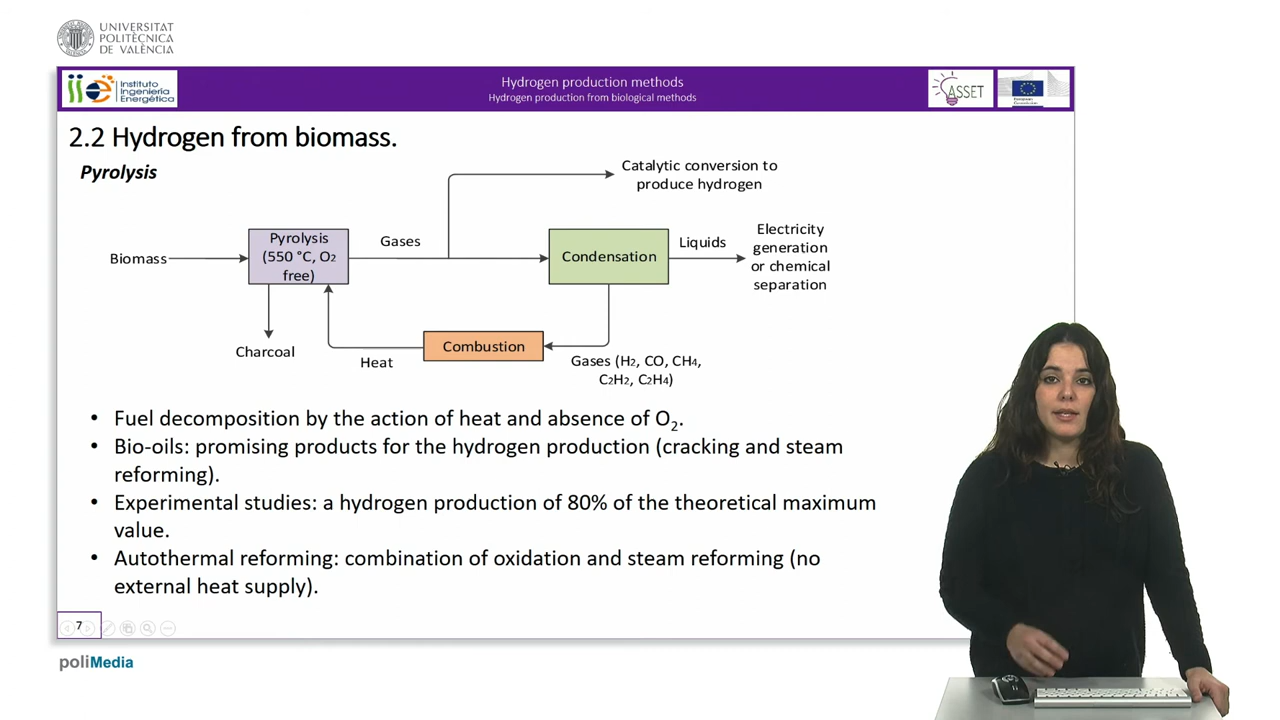 UNIVERSITAT
POLITÈCNICA
DE VALÈNCIA
iie
Instituto
Ingeniería
Energética
Hydrogen production methods
Hydrogen production from biological methods
ASSET
European
Commission
2.2 Hydrogen from biomass.
Pyrolysis
Catalytic conversion to
produce hydrogen
Biomass
Pyrolysis
(550 °C, O2
free)
Gases
Condensation
Liquids
Electricity
generation
or chemical
separation
Charcoal
Heat
Combustion
Gases (H2, CO, CH4,
C2H2, C2H4)
• Fuel decomposition by the action of heat and absence of O2.
• Bio-oils: promising products for the hydrogen production (cracking and steam
reforming).
• Experimental studies: a hydrogen production of 80% of the theoretical maximum
value.
• Autothermal reforming: combination of oxidation and steam reforming (no
external heat supply).
7
poliMedia